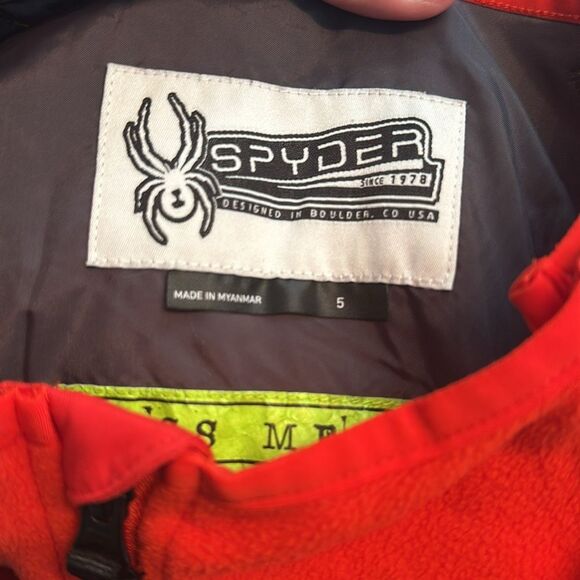 SPYDER
SINCE 1978
DESIGNED IN BOULDER, CO USA
MADE IN MYANMAR 5